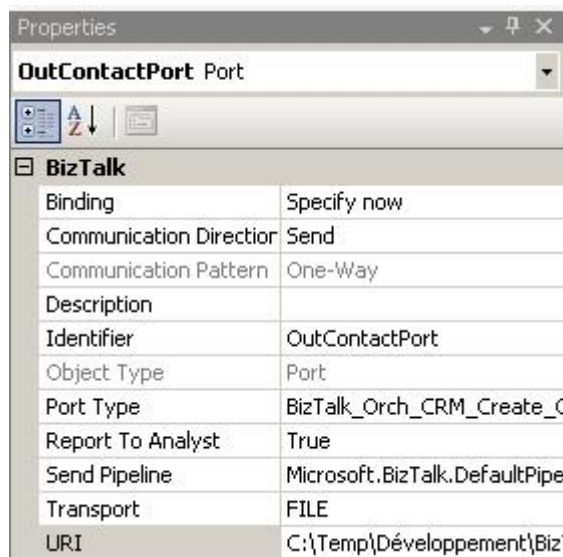 Properties
OutContactPort Port
BizTalk
Binding Specify now
Communication Direction Send
Communication Pattern One-Way
Description
Identifier OutContactPort
Object Type Port
Port Type BizTalk_Orch_CRM_Create_C
Report To Analyst True
Send Pipeline Microsoft.BizTalk.DefaultPipe
Transport FILE
URI C:\Temp\Développement\Biz